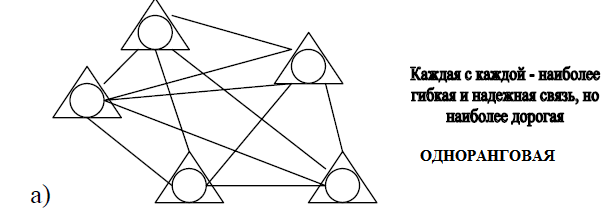 Каждая с каждой - наиболее
гибкая и надежная связь, но
наиболее дорогая
ОДНОРАНГОВАЯ
а)